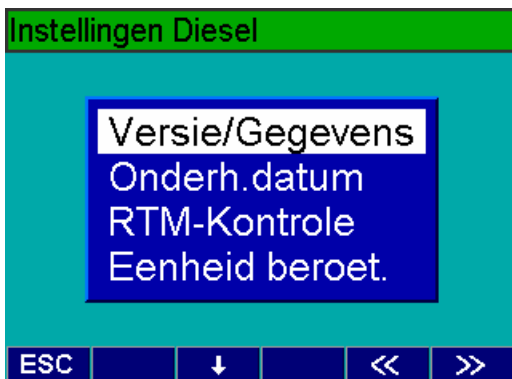 Instellingen Diesel
Versie/Gegevens
Onderh.datum
RTM-Kontrole
Eenheid beroet.
ESC ↓ << >>